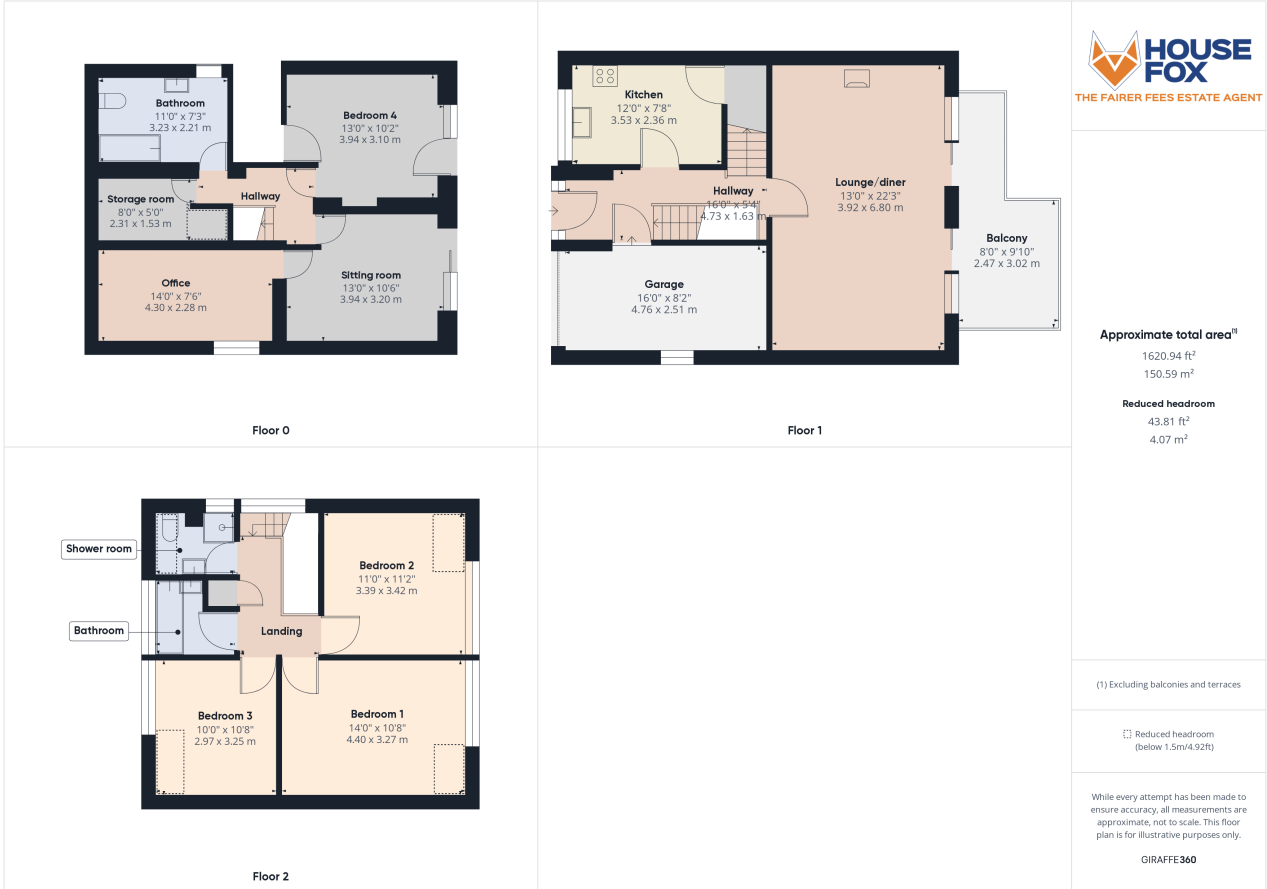 Bathroom
11'0" x 7'3"
3.23 x 2.21 m
Bedroom 4
13'0" x 10'2"
3.94 x 3.10 m
Storage room
8'0" x 5'0"
2.31 x 1.53 m
Hallway
Office
14'0" x 7'6"
4.30 x 2.28 m
Sitting room
13'0" x 10'6"
3.94 x 3.20 m
Floor 0
Kitchen
12'0" x 7'8"
3.53 x 2.36 m
Hallway
16'0" x 5'4"
4.73 x 1.63 m
Lounge/diner
13'0" x 22'3"
3.92 x 6.80 m
Balcony
8'0" x 9'10"
2.47 x 3.02 m
Garage
16'0" x 8'2"
4.76 x 2.51 m
Floor 1
Shower room
Bathroom
Landing
Bedroom 2
11'0" x 11'2"
3.39 x 3.42 m
Bedroom 3
10'0" x 10'8"
2.97 x 3.25 m
Bedroom 1
14'0" x 10'8"
4.40 x 3.27 m
Floor 2
HOUSE
FOX
THE FAIRER FEES ESTATE AGENT
Approximate total area(1)
1620.94 ft²
150.59 m²
Reduced headroom
43.81 ft²
4.07 m²
(1) Excluding balconies and terraces
Reduced headroom
(below 1.5m/4.92ft)
While every attempt has been made to
ensure accuracy, all measurements are
approximate, not to scale. This floor
plan is for illustrative purposes only.
GIRAFFE360